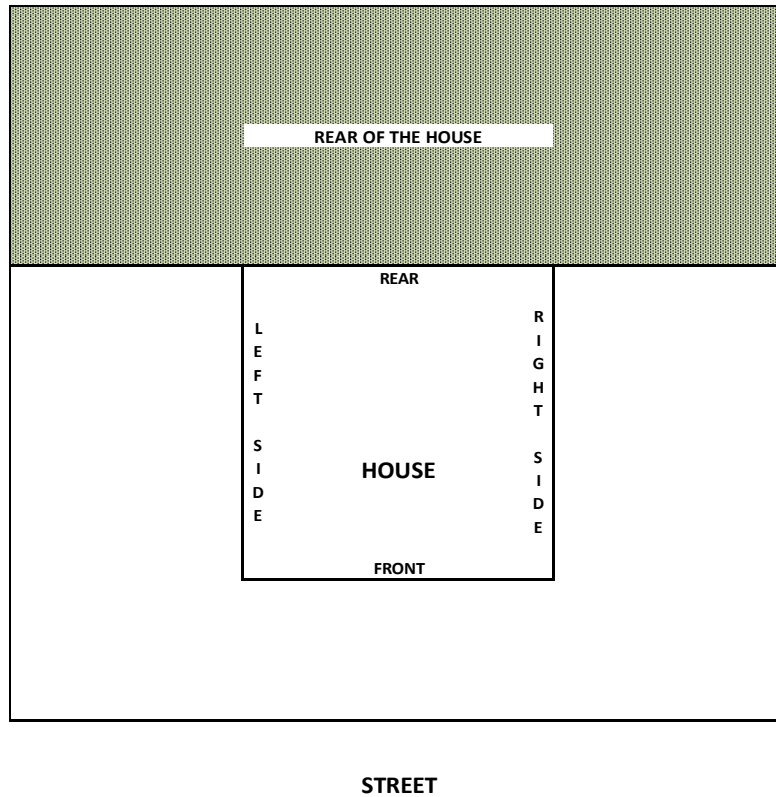 REAR OF THE HOUSE
REAR
LEFT SIDE
RIGHT SIDE
HOUSE
FRONT
STREET